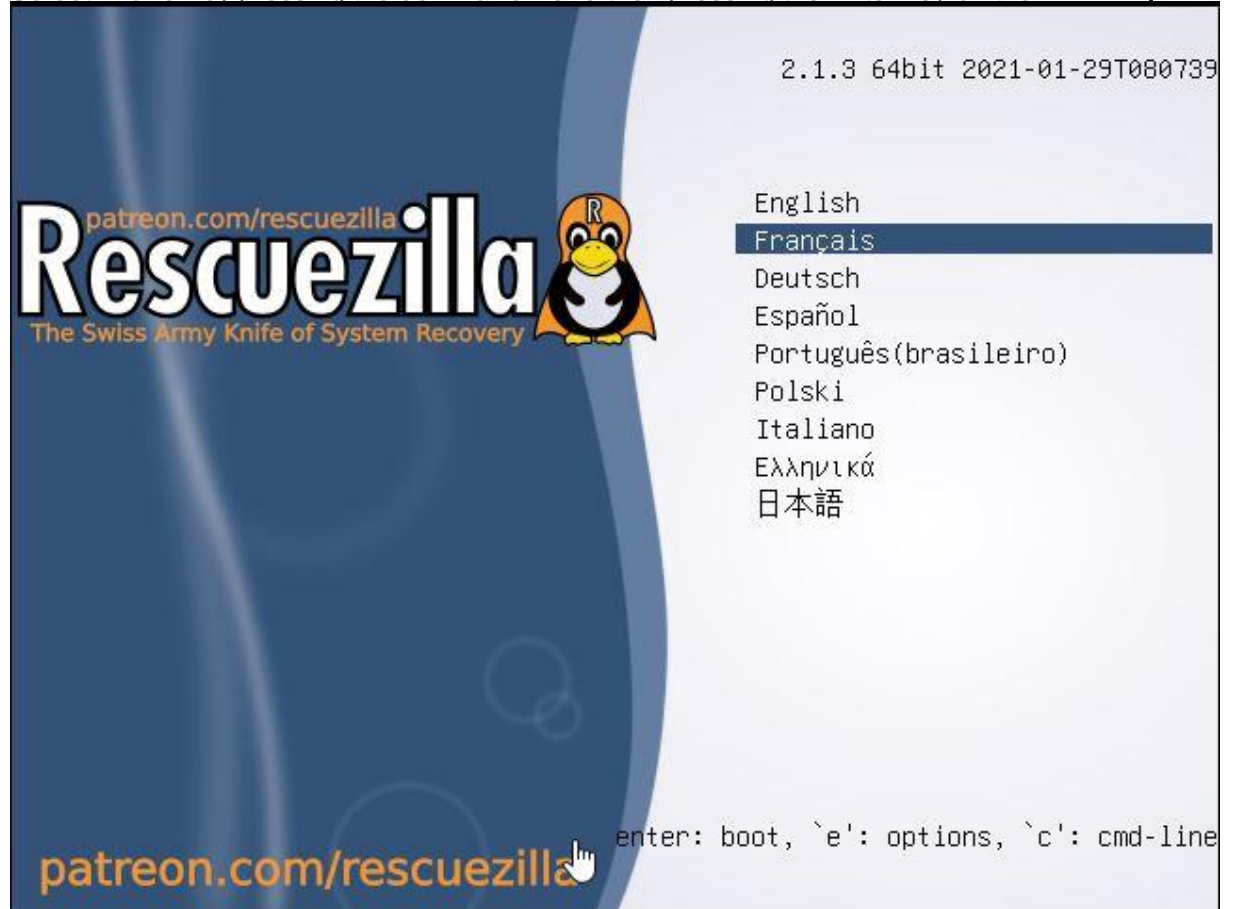 2.1.3 64bit 2021-01-29T080739
patreon.com/rescuezilla
Rescuezilla
R
The Swiss Army Knife of System Recovery
English
Français
Deutsch
Español
Português(brasileiro)
Polski
Italiano
Ελληνικά
日本語
enter: boot, `e': options, `c': cmd-line
patreon.com/rescuezilla